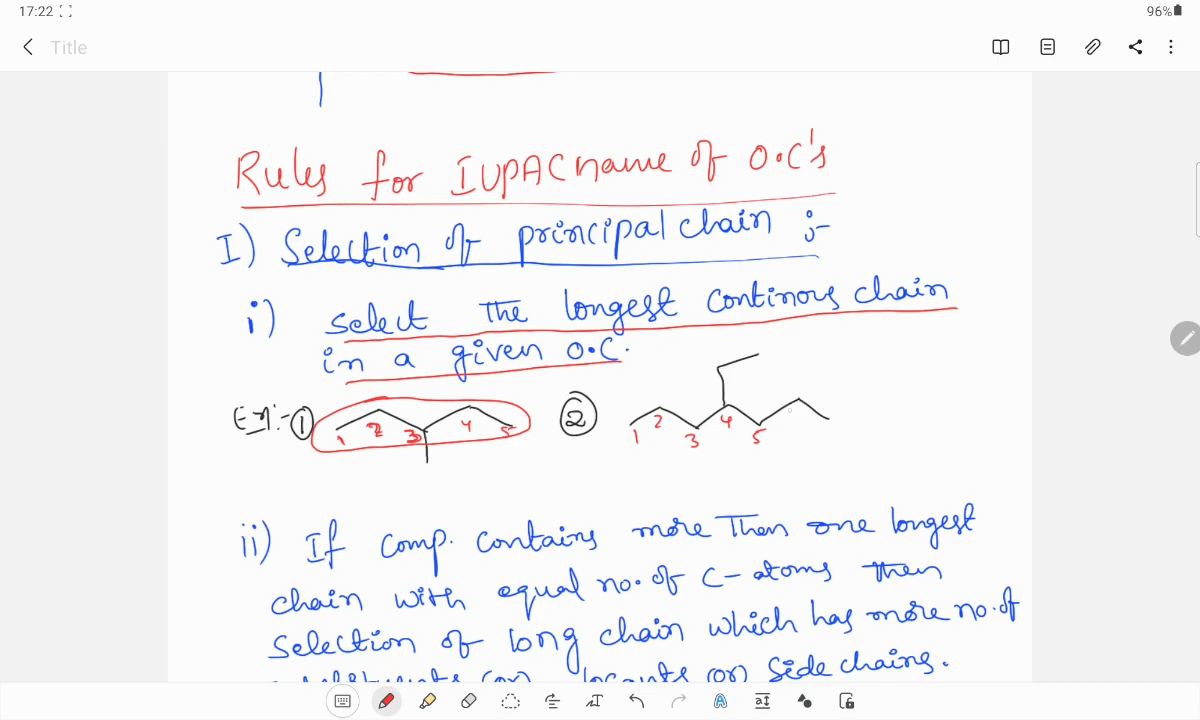 17:22
96%
Title
Rules for IUPAC name of O.C's
I) Selection of principal chain :-
i) select the longest continous chain
in a given O.C.
Ex:- ① ②
1 2 3 4 5 1 2 3 4 5
ii) If comp. contains more then one longest
chain with equal no. of C-atoms then
selection of long chain which has more no. of
(or) locants (or) side chains.